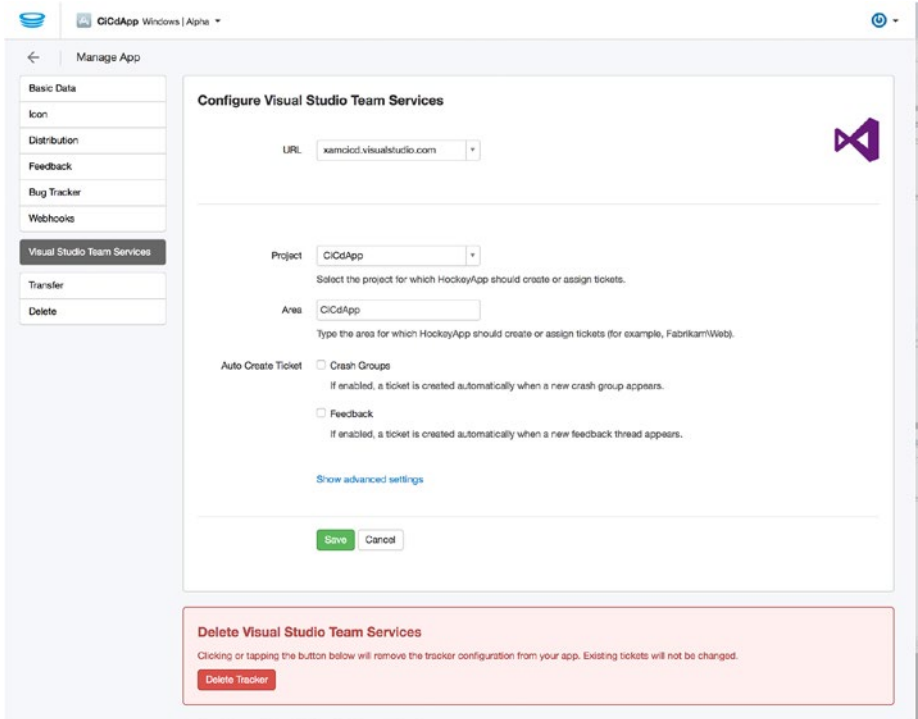 CiCdApp Windows | Alpha
Manage App
Basic Data
Icon
Distribution
Feedback
Bug Tracker
Webhooks
Visual Studio Team Services
Transfer
Delete
Configure Visual Studio Team Services
URL xamcicd.visualstudio.com
Project CiCdApp
Select the project for which HockeyApp should create or assign tickets.
Area CiCdApp
Type the area for which HockeyApp should create or assign tickets (for example, Fabrikam\Web).
Auto Create Ticket Crash Groups
If enabled, a ticket is created automatically when a new crash group appears.
Feedback
If enabled, a ticket is created automatically when a new feedback thread appears.
Show advanced settings
Save Cancel
Delete Visual Studio Team Services
Clicking or tapping the button below will remove the tracker configuration from your app. Existing tickets will not be changed.
Delete Tracker